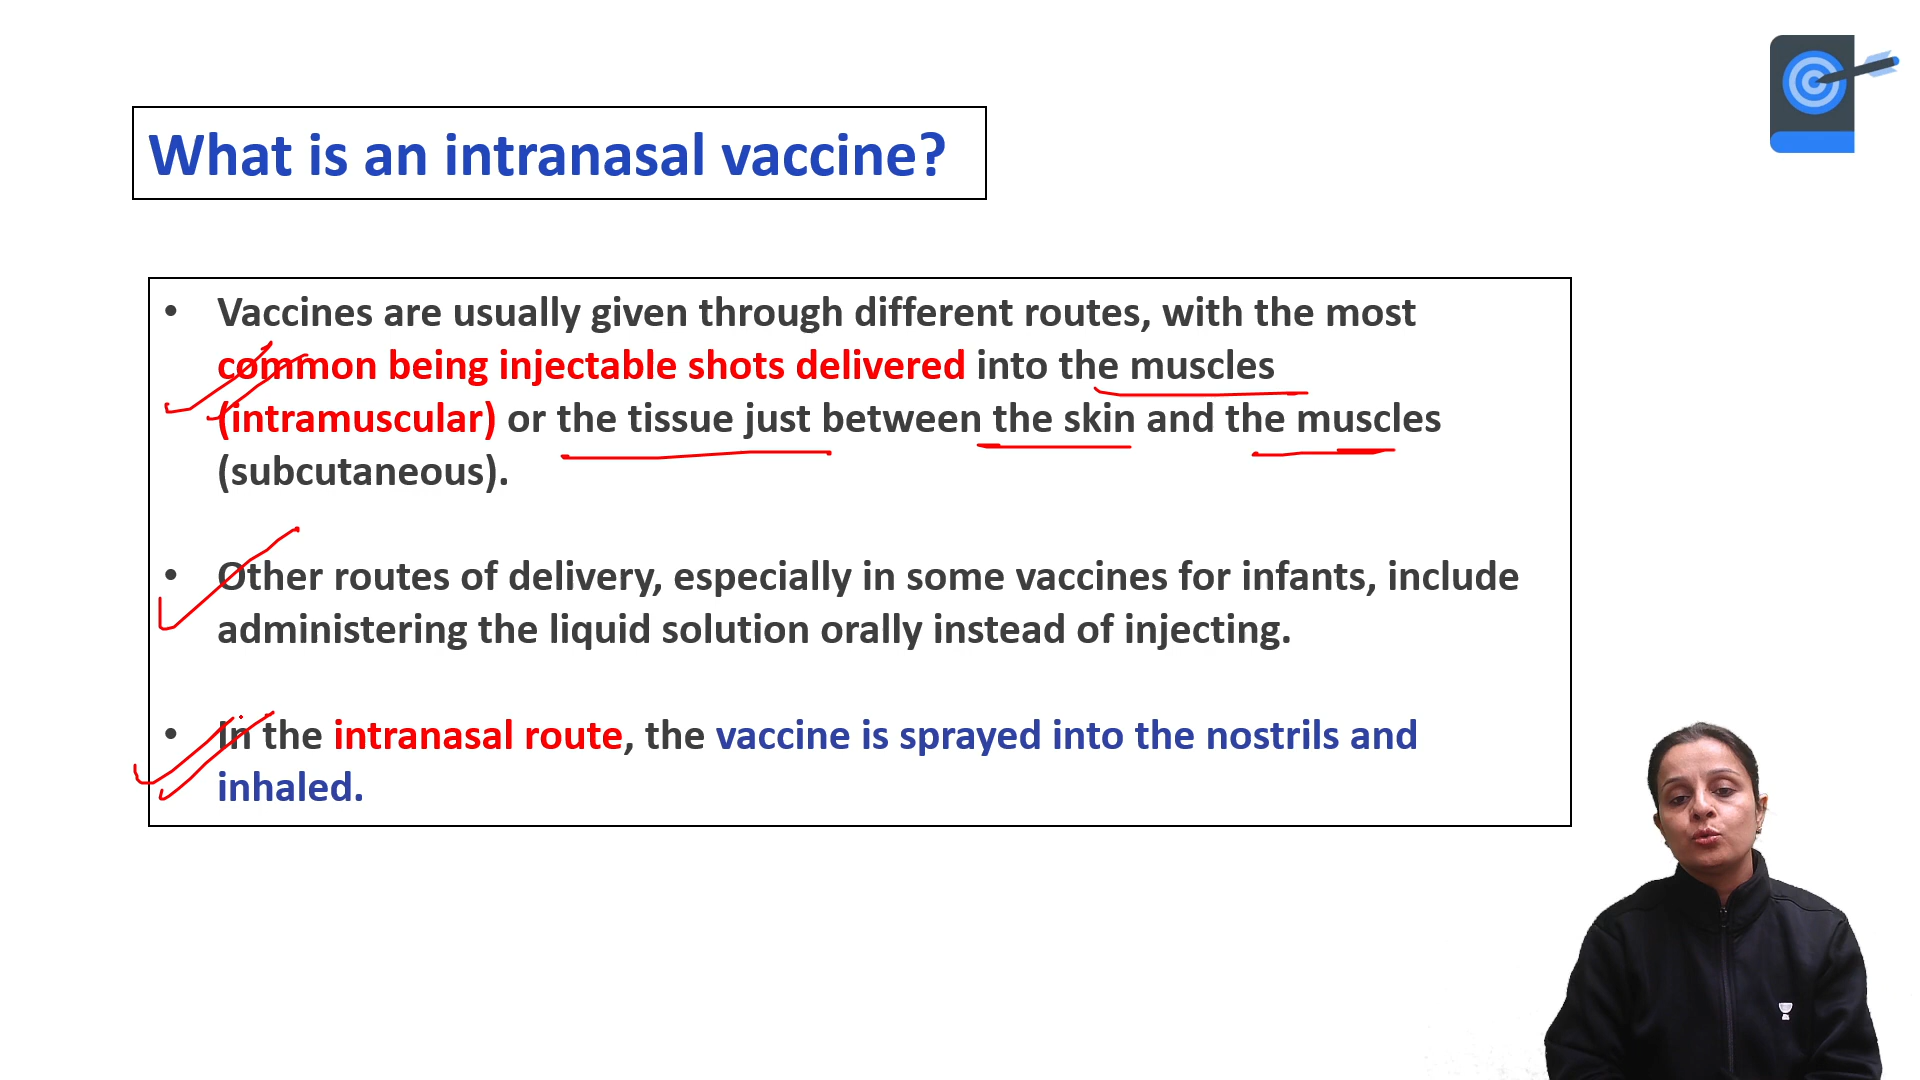 What is an intranasal vaccine?
• Vaccines are usually given through different routes, with the most
common being injectable shots delivered into the muscles
(intramuscular) or the tissue just between the skin and the muscles
(subcutaneous).
• Other routes of delivery, especially in some vaccines for infants, include
administering the liquid solution orally instead of injecting.
• In the intranasal route, the vaccine is sprayed into the nostrils and
inhaled.